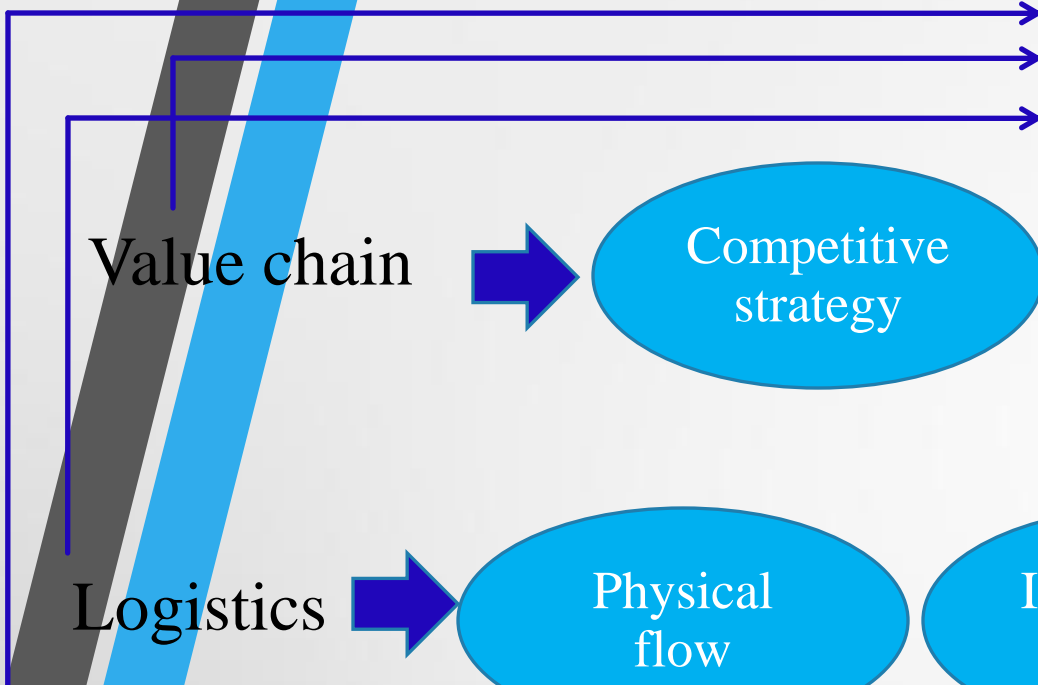 Value chain
Competitive
strategy
Logistics
Physical
flow